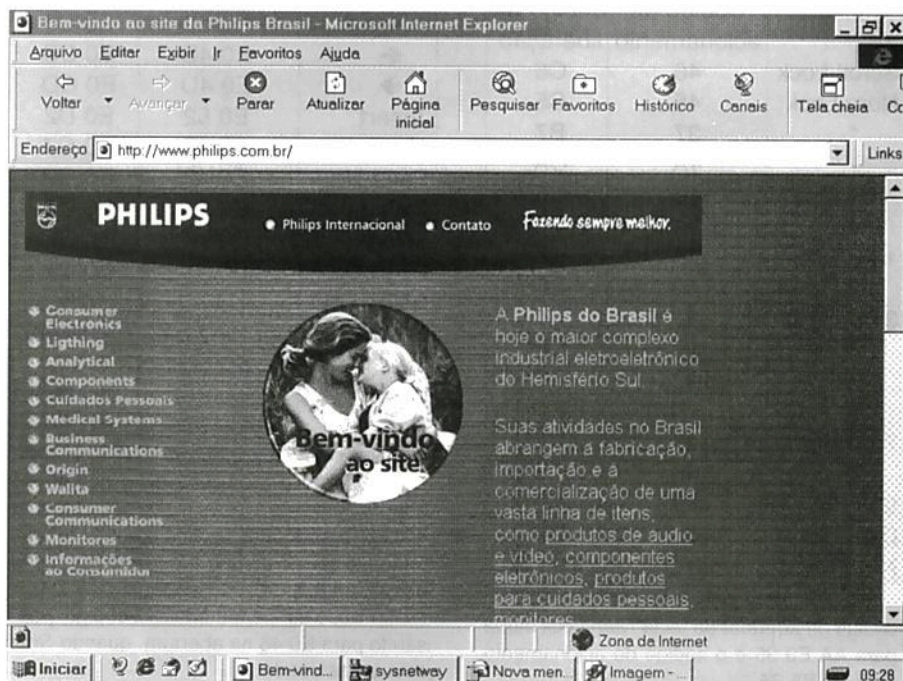 Bem-vindo ao site da Philips Brasil - Microsoft Internet Explorer
Arquivo Editar Exibir Ir Favoritos Ajuda
Voltar Avançar Parar Atualizar Página inicial Pesquisar Favoritos Histórico Canais Tela cheia Co
Endereço http://www.philips.com.br/ Links
PHILIPS Philips Internacional Contato Fazendo sempre melhor.
Consumer
Electronics
Ligthing
Analytical
Components
Cuidados Pessoais
Medical Systems
Business
Communications
Origin
Walita
Consumer
Communications
Monitores
Informações
ao Consumidor
Bem-vindo
ao site.
A Philips do Brasil é
hoje o maior complexo
industrial eletroeletrônico
do Hemisfério Sul.
Suas atividades no Brasil
abrangem a fabricação,
importação e a
comercialização de uma
vasta linha de itens,
como produtos de áudio
e vídeo, componentes
eletrônicos, produtos
para cuidados pessoais,
monitores
Zona da Internet
Iniciar Bem-vind... sysnetway Nova men... Imagem - ... 09:28